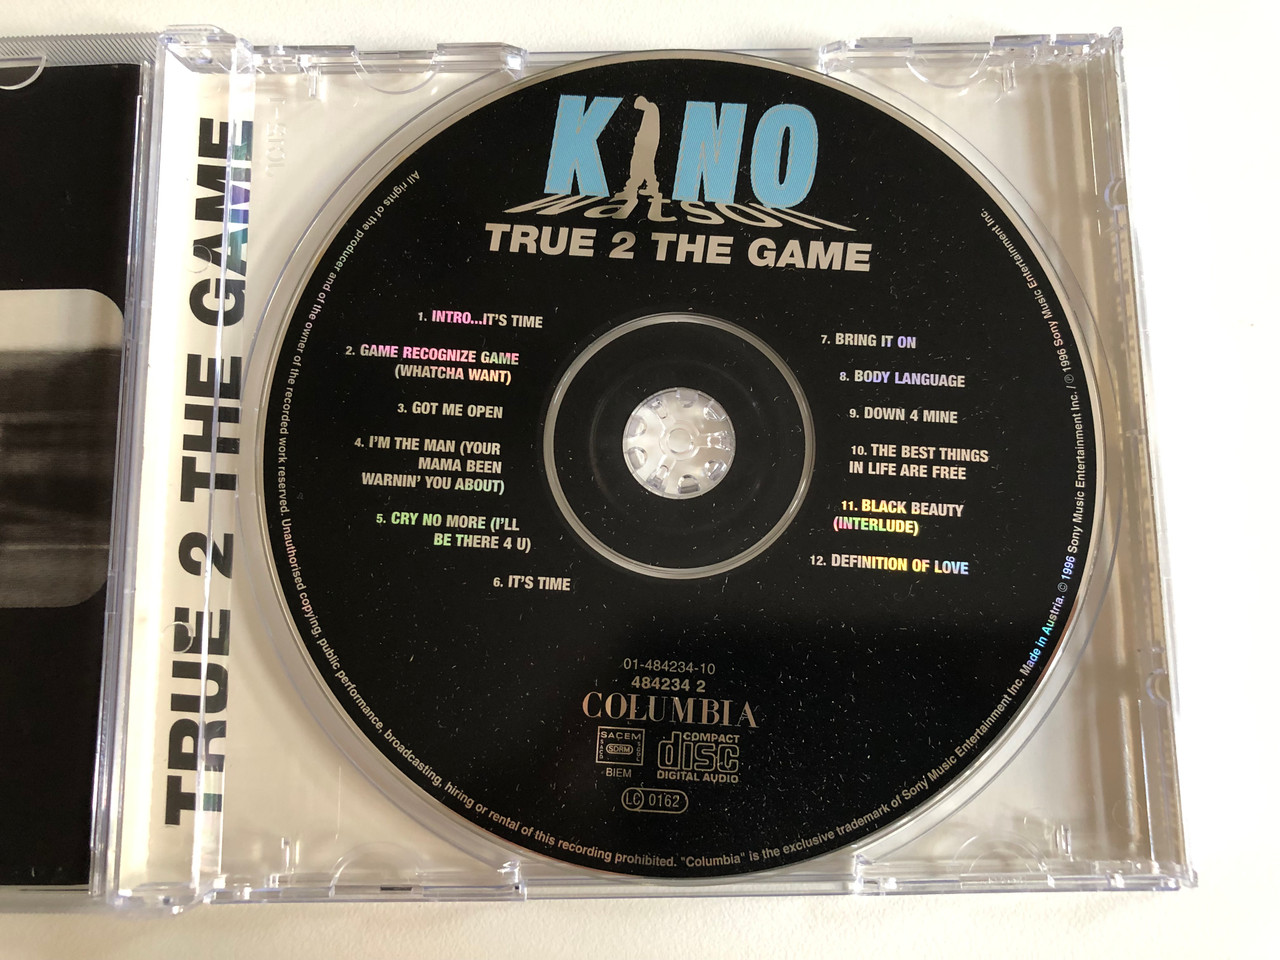 TRUE 2 THE GAME
KINO
Watson
TRUE 2 THE GAME
1. INTRO...IT'S TIME
2. GAME RECOGNIZE GAME
(WHATCHA WANT)
3. GOT ME OPEN
4. I'M THE MAN (YOUR
MAMA BEEN
WARNIN' YOU ABOUT)
5. CRY NO MORE (I'LL
BE THERE 4 U)
6. IT'S TIME
7. BRING IT ON
8. BODY LANGUAGE
9. DOWN 4 MINE
10. THE BEST THINGS
IN LIFE ARE FREE
11. BLACK BEAUTY
(INTERLUDE)
12. DEFINITION OF LOVE
01-484234-10
484234 2
COLUMBIA
SACEM
SDRM
BIEM
COMPACT
disc
DIGITAL AUDIO
LC 0162
All rights of the producer and of the owner of the recorded work reserved. Unauthorised copying, public performance, broadcasting, hiring or rental of this recording prohibited. "Columbia" is the exclusive trademark of Sony Music Entertainment Inc. Made in Austria. © 1996 Sony Music Entertainment Inc. / ℗ 1996 Sony Music Entertainment Inc